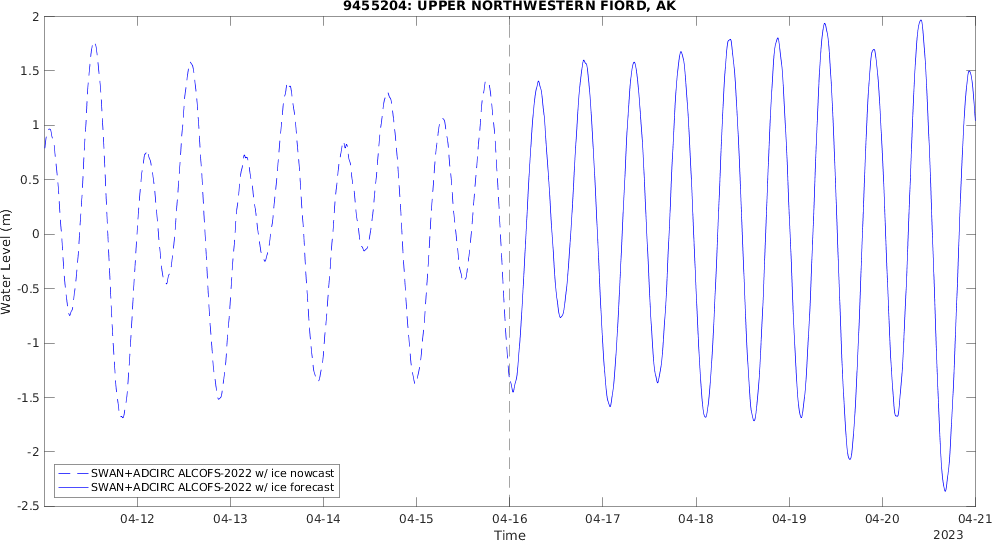 9455204: UPPER NORTHWESTERN FIORD, AK
2
1.5
1
0.5
0
-0.5
-1
-1.5
-2
-2.5
Water Level (m)
SWAN+ADCIRC ALCOFS-2022 w/ ice nowcast
SWAN+ADCIRC ALCOFS-2022 w/ ice forecast
04-12 04-13 04-14 04-15 04-16 04-17 04-18 04-19 04-20 04-21
Time
2023